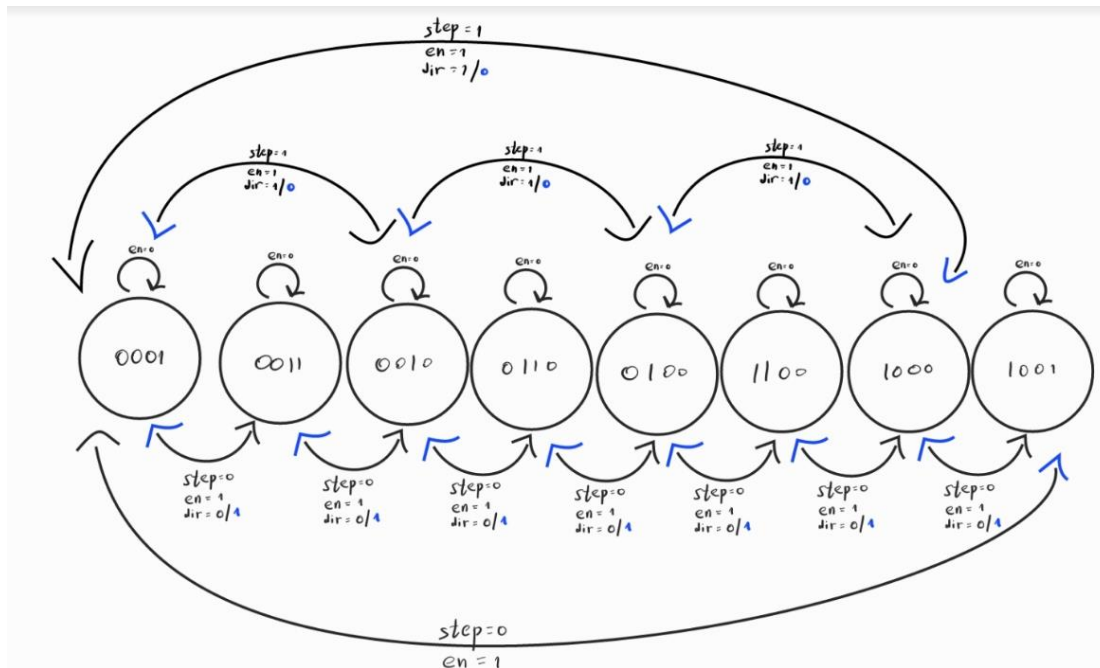 step=1
en=1
dir=1/0
step=1
en=1
dir=1/0
step=1
en=1
dir=1/0
step=1
en=1
dir=1/0
en=0
en=0
en=0
en=0
en=0
en=0
en=0
en=0
0001
0011
0010
0110
0100
1100
1000
1001
step=0
en=1
dir=0/1
step=0
en=1
dir=0/1
step=0
en=1
dir=0/1
step=0
en=1
dir=0/1
step=0
en=1
dir=0/1
step=0
en=1
dir=0/1
step=0
en=1
dir=0/1
step=0
en=1